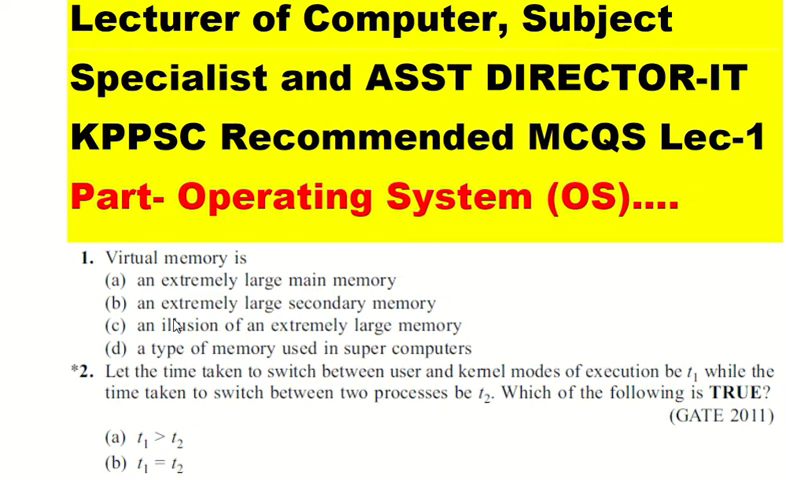 Lecturer of Computer, Subject
Specialist and ASST DIRECTOR-IT
KPPSC Recommended MCQS Lec-1
Part- Operating System (OS)....
1. Virtual memory is
(a) an extremely large main memory
(b) an extremely large secondary memory
(c) an illusion of an extremely large memory
(d) a type of memory used in super computers
*2. Let the time taken to switch between user and kernel modes of execution be t₁ while the
time taken to switch between two processes be t₂. Which of the following is TRUE?
(GATE 2011)
(a) t₁ > t₂
(b) t₁ = t₂